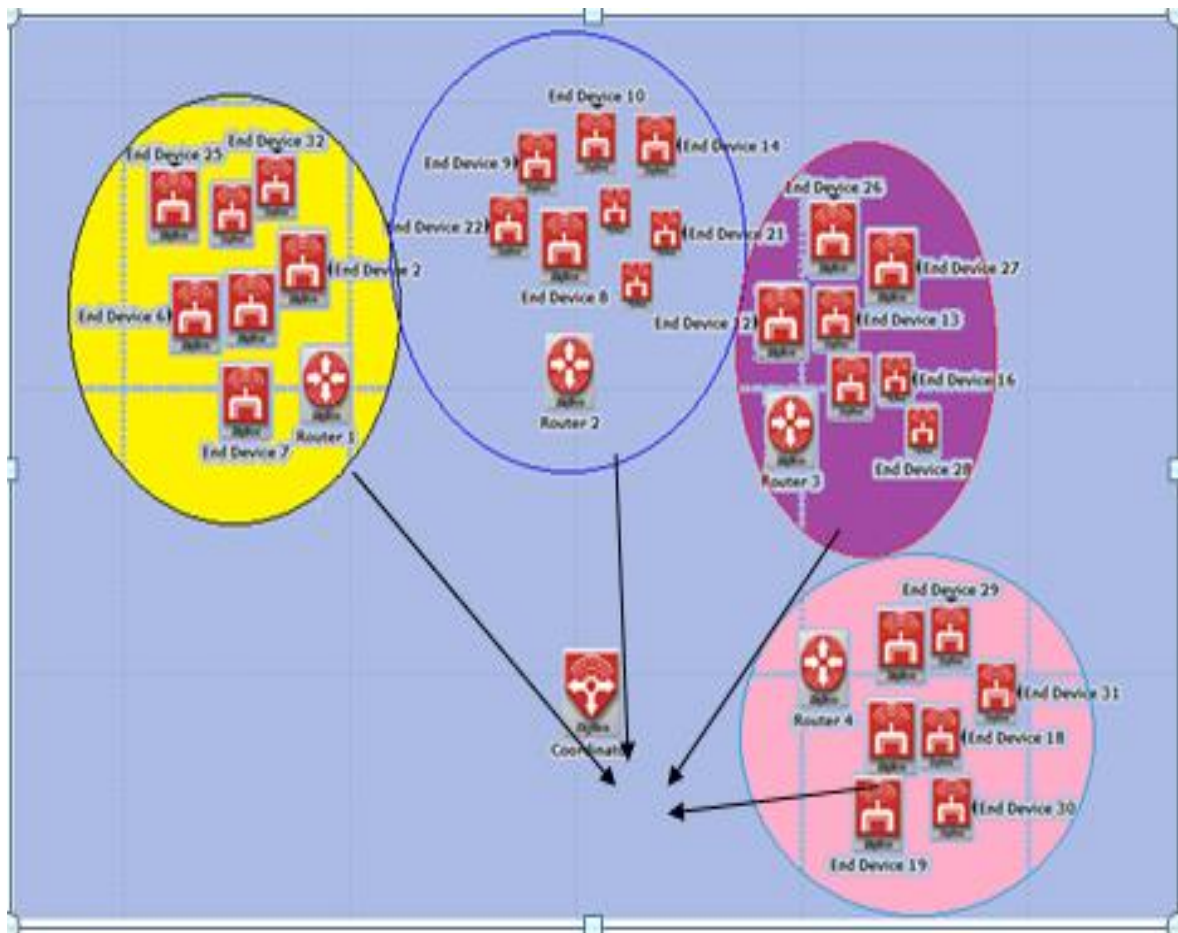 End Device 32
End Device 25
End Device 2
End Device 6
Router 1
End Device 7
End Device 10
End Device 14
End Device 9
End Device 22
End Device 21
End Device 8
Router 2
End Device 26
End Device 27
End Device 12
End Device 13
End Device 16
End Device 28
Router 3
End Device 29
End Device 31
Router 4
End Device 18
End Device 30
End Device 19
Coordinator